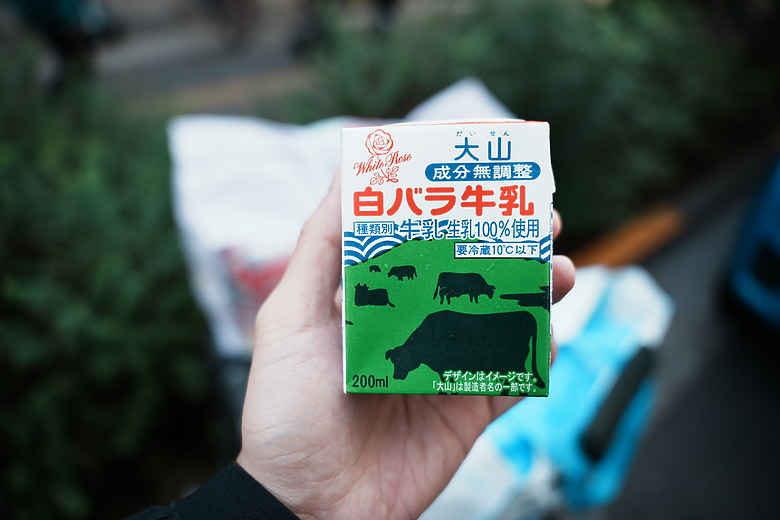 White Rose
だいせん
大山
成分無調整
白バラ牛乳
種類別 牛乳 生乳100%使用
要冷蔵10℃以下
デザインはイメージです。
200ml 「大山」は製造者名の一部です。